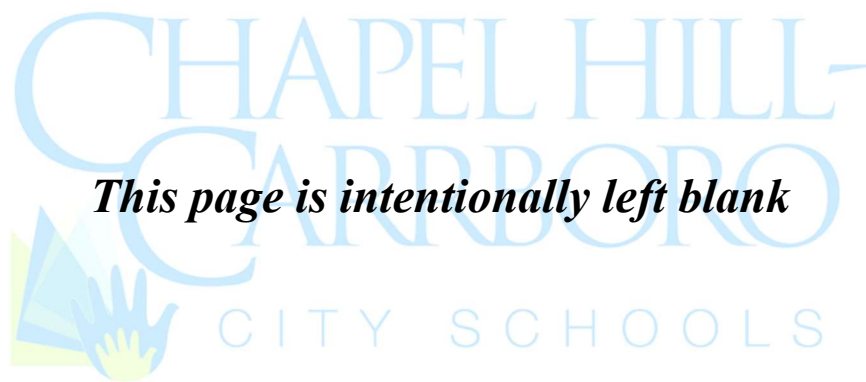 CHAPEL HILL-
CARRBORO
This page is intentionally left blank
CITY SCHOOLS